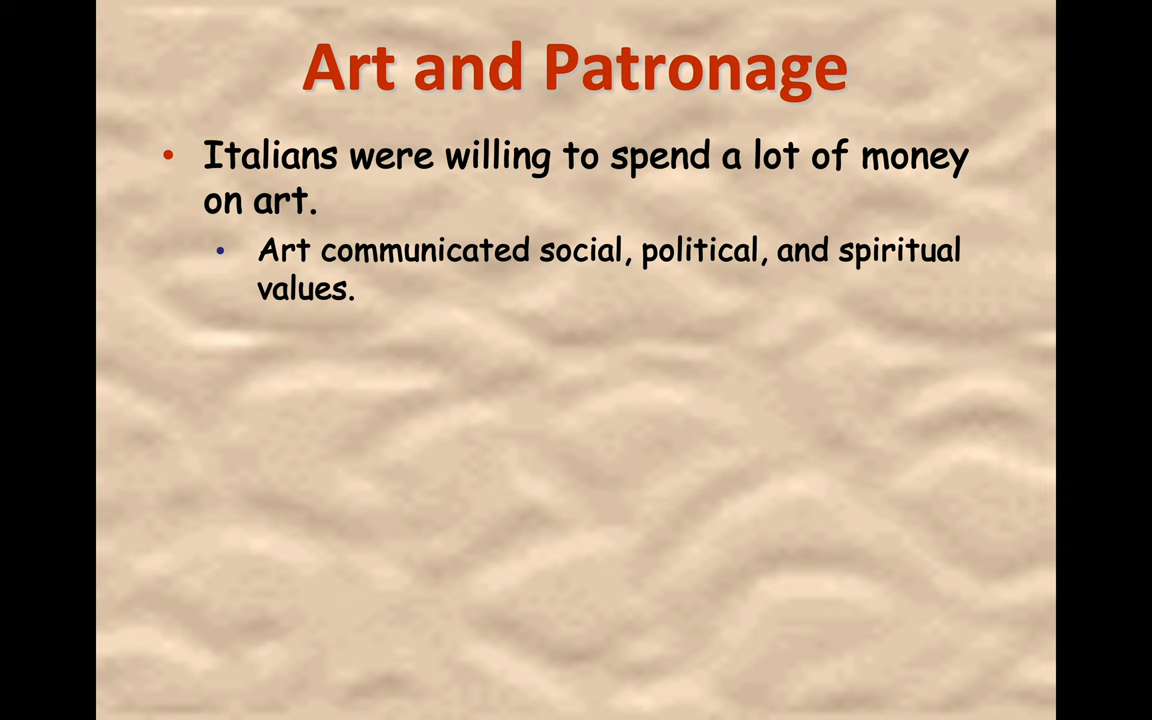 Art and Patronage
• Italians were willing to spend a lot of money
on art.
• Art communicated social, political, and spiritual
values.